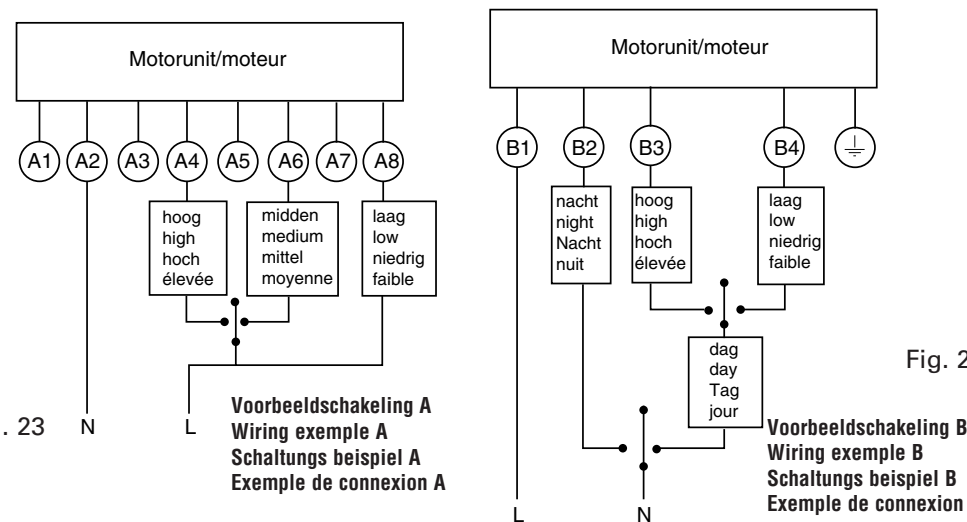 Motorunit/moteur
A1 A2 A3 A4 A5 A6 A7 A8
hoog
high
hoch
élevée
midden
medium
mittel
moyenne
laag
low
niedrig
faible
. 23
N
L
Voorbeeldschakeling A
Wiring exemple A
Schaltungs beispiel A
Exemple de connexion A
Motorunit/moteur
B1 B2 B3 B4
nacht
night
Nacht
nuit
hoog
high
hoch
élevée
laag
low
niedrig
faible
dag
day
Tag
jour
Fig. 2
L
N
Voorbeeldschakeling B
Wiring exemple B
Schaltungs beispiel B
Exemple de connexion